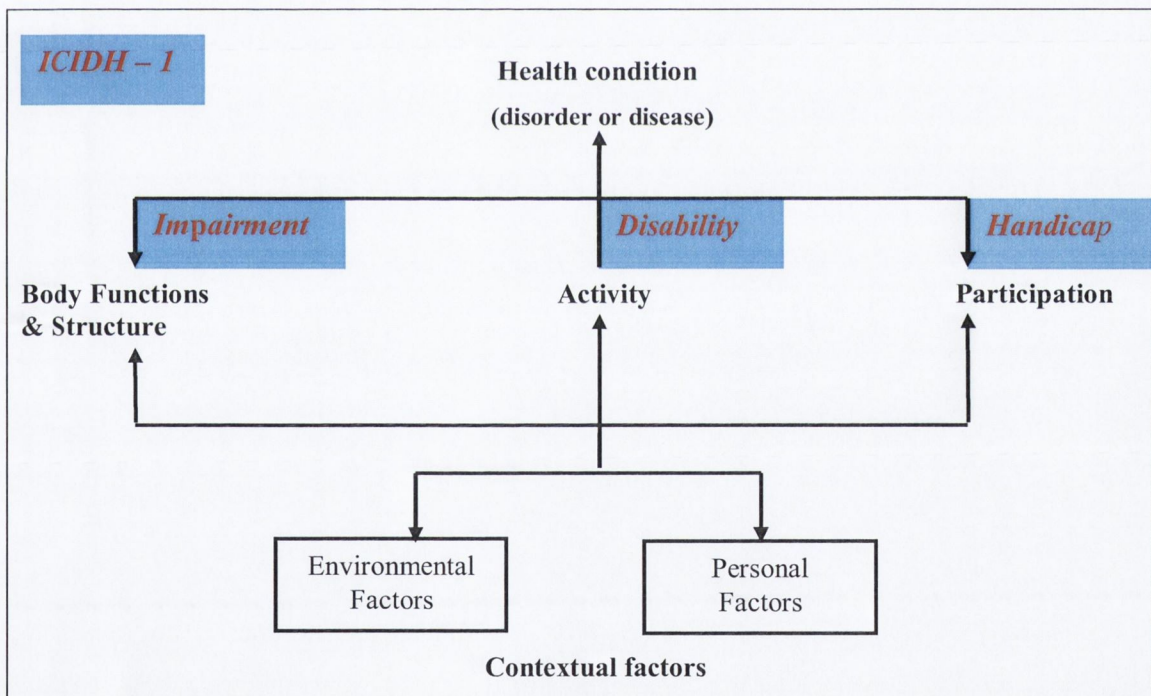 ICIDH – 1
Health condition
(disorder or disease)
Impairment
Disability
Handicap
Body Functions
& Structure
Activity
Participation
Environmental
Factors
Personal
Factors
Contextual factors